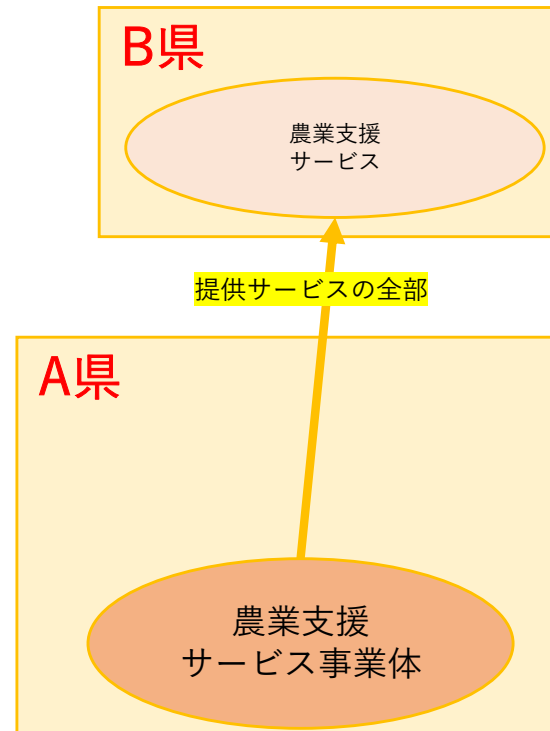 B県
農業支援
サービス
提供サービスの全部
A県
農業支援
サービス事業体